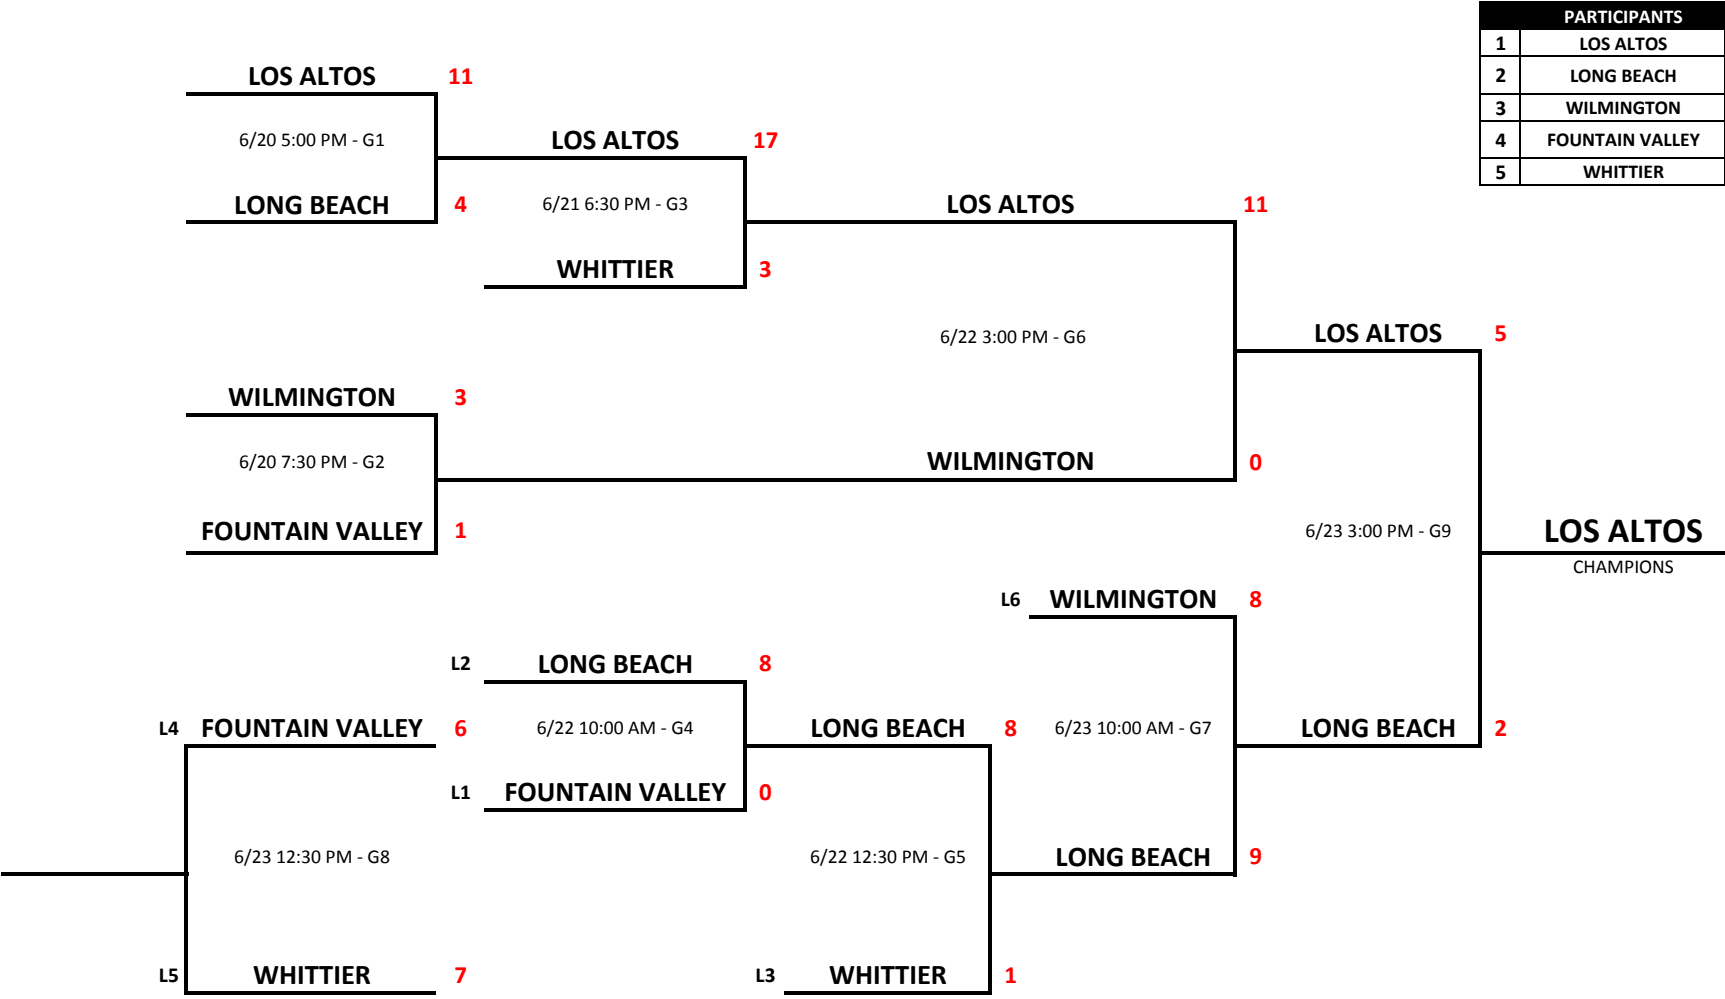 PARTICIPANTS
1 LOS ALTOS
2 LONG BEACH
3 WILMINGTON
4 FOUNTAIN VALLEY
5 WHITTIER
LOS ALTOS 11
6/20 5:00 PM - G1
LONG BEACH 4
LOS ALTOS 17
6/21 6:30 PM - G3
WHITTIER 3
LOS ALTOS 11
6/22 3:00 PM - G6
WILMINGTON 0
WILMINGTON 3
6/20 7:30 PM - G2
FOUNTAIN VALLEY 1
LOS ALTOS 5
6/23 3:00 PM - G9
LONG BEACH 2
LOS ALTOS
CHAMPIONS
L6 WILMINGTON 8
6/23 10:00 AM - G7
LONG BEACH 9
L2 LONG BEACH 8
6/22 10:00 AM - G4
L1 FOUNTAIN VALLEY 0
LONG BEACH 8
6/22 12:30 PM - G5
L3 WHITTIER 1
L4 FOUNTAIN VALLEY 6
6/23 12:30 PM - G8
L5 WHITTIER 7